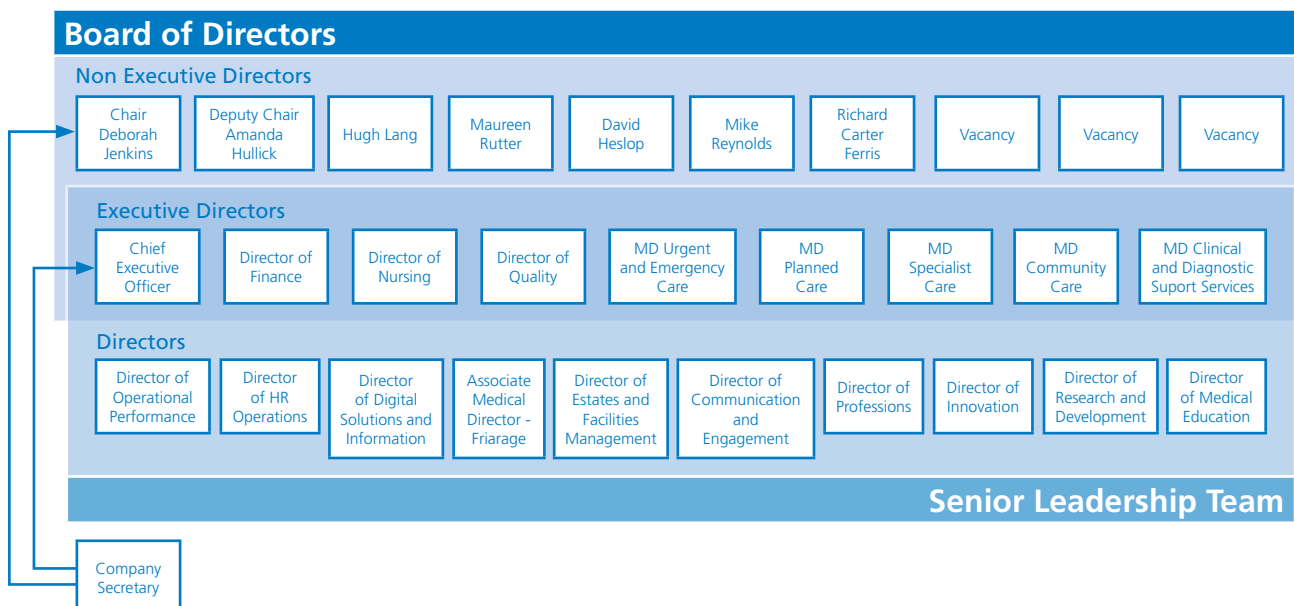 Board of Directors
Non Executive Directors
Chair
Deborah
Jenkins
Deputy Chair
Amanda
Hullick
Hugh Lang
Maureen
Rutter
David
Heslop
Mike
Reynolds
Richard
Carter
Ferris
Vacancy
Vacancy
Vacancy
Executive Directors
Chief
Executive
Officer
Director of
Finance
Director of
Nursing
Director of
Quality
MD Urgent
and Emergency
Care
MD
Planned
Care
MD
Specialist
Care
MD
Community
Care
MD Clinical
and Diagnostic
Suport Services
Directors
Director of
Operational
Performance
Director
of HR
Operations
Director
of Digital
Solutions and
Information
Associate
Medical
Director -
Friarage
Director of
Estates and
Facilities
Management
Director of
Communication
and
Engagement
Director of
Professions
Director of
Innovation
Director of
Research and
Development
Director
of Medical
Education
Senior Leadership Team
Company
Secretary